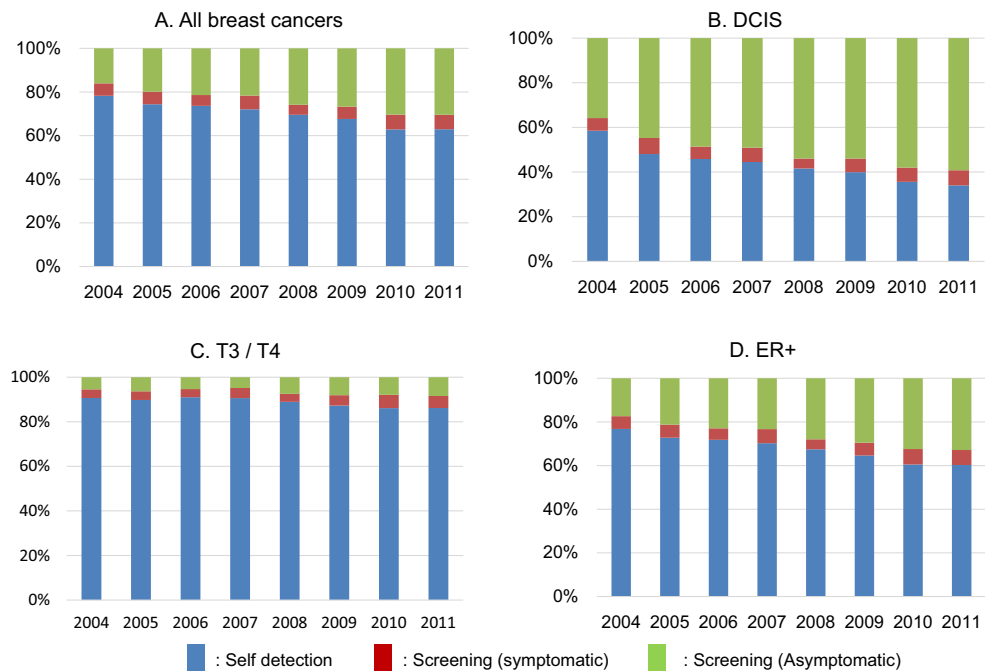 A. All breast cancers
100%
80%
60%
40%
20%
0%
2004 2005 2006 2007 2008 2009 2010 2011
B. DCIS
100%
80%
60%
40%
20%
0%
2004 2005 2006 2007 2008 2009 2010 2011
C. T3 / T4
100%
80%
60%
40%
20%
0%
2004 2005 2006 2007 2008 2009 2010 2011
D. ER+
100%
80%
60%
40%
20%
0%
2004 2005 2006 2007 2008 2009 2010 2011
: Self detection : Screening (symptomatic) : Screening (Asymptomatic)